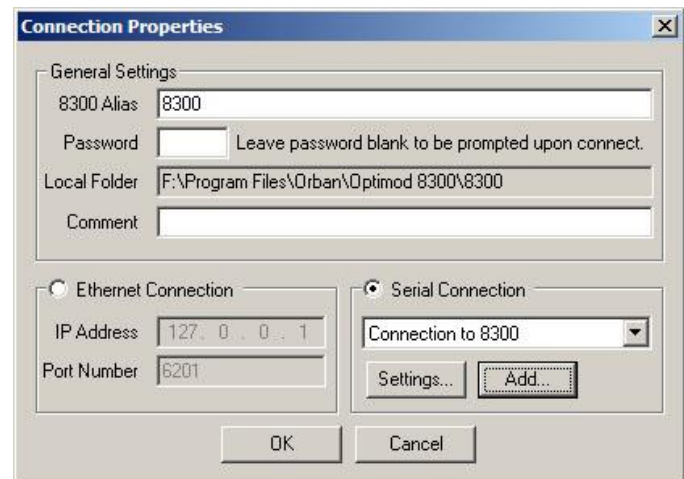 Connection Properties
General Settings
8300 Alias 8300
Password Leave password blank to be prompted upon connect.
Local Folder F:\Program Files\Orban\Optimod 8300\8300
Comment
Ethernet Connection
IP Address 127. 0 . 0 . 1
Port Number 6201
Serial Connection
Connection to 8300
Settings... Add...
OK Cancel